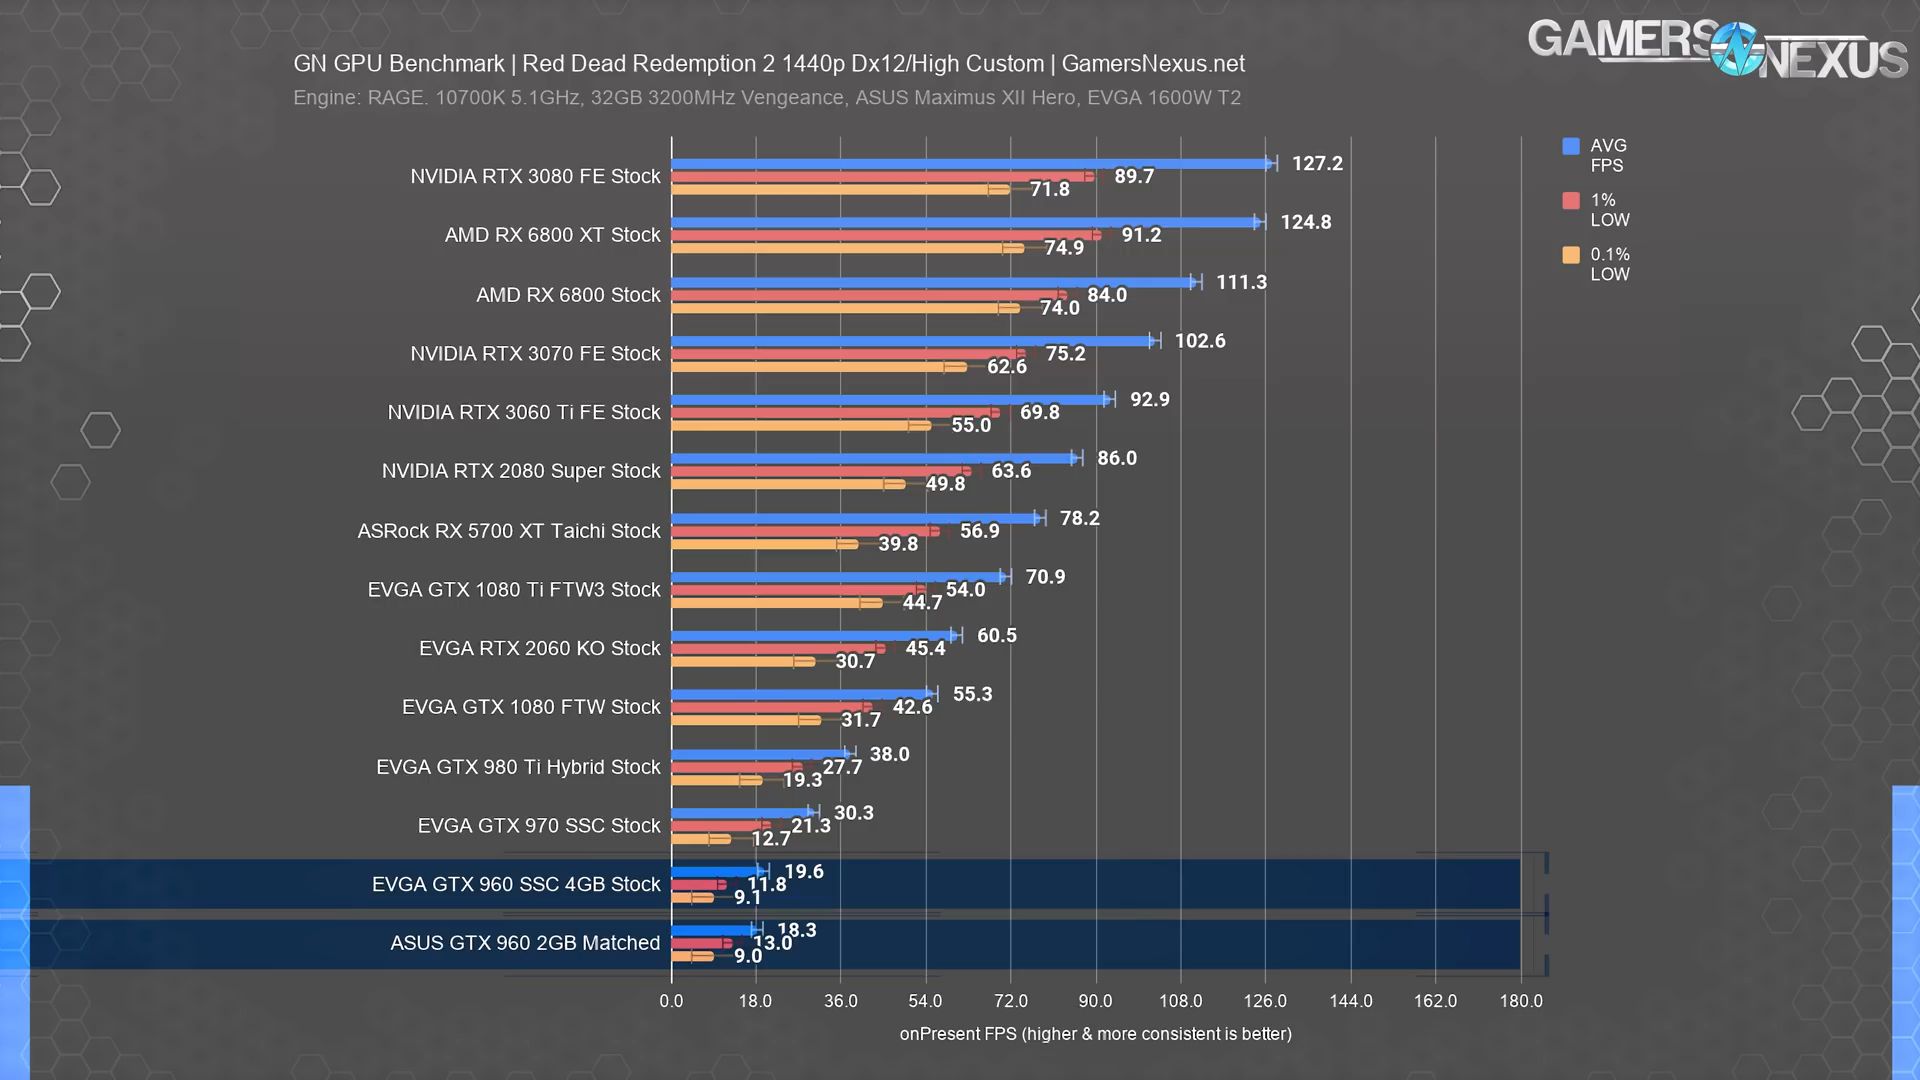 GAMERS NEXUS
GN GPU Benchmark | Red Dead Redemption 2 1440p Dx12/High Custom | GamersNexus.net
Engine: RAGE. 10700K 5.1GHz, 32GB 3200MHz Vengeance, ASUS Maximus XII Hero, EVGA 1600W T2
AVG
FPS
1%
LOW
0.1%
LOW
NVIDIA RTX 3080 FE Stock
127.2
89.7
71.8
AMD RX 6800 XT Stock
124.8
91.2
74.9
AMD RX 6800 Stock
111.3
84.0
74.0
NVIDIA RTX 3070 FE Stock
102.6
75.2
62.6
NVIDIA RTX 3060 Ti FE Stock
92.9
69.8
55.0
NVIDIA RTX 2080 Super Stock
86.0
63.6
49.8
ASRock RX 5700 XT Taichi Stock
78.2
56.9
39.8
EVGA GTX 1080 Ti FTW3 Stock
70.9
54.0
44.7
EVGA RTX 2060 KO Stock
60.5
45.4
30.7
EVGA GTX 1080 FTW Stock
55.3
42.6
31.7
EVGA GTX 980 Ti Hybrid Stock
38.0
27.7
19.3
EVGA GTX 970 SSC Stock
30.3
21.3
12.7
EVGA GTX 960 SSC 4GB Stock
19.6
11.8
9.1
ASUS GTX 960 2GB Matched
18.3
13.0
9.0
0.0 18.0 36.0 54.0 72.0 90.0 108.0 126.0 144.0 162.0 180.0
onPresent FPS (higher & more consistent is better)